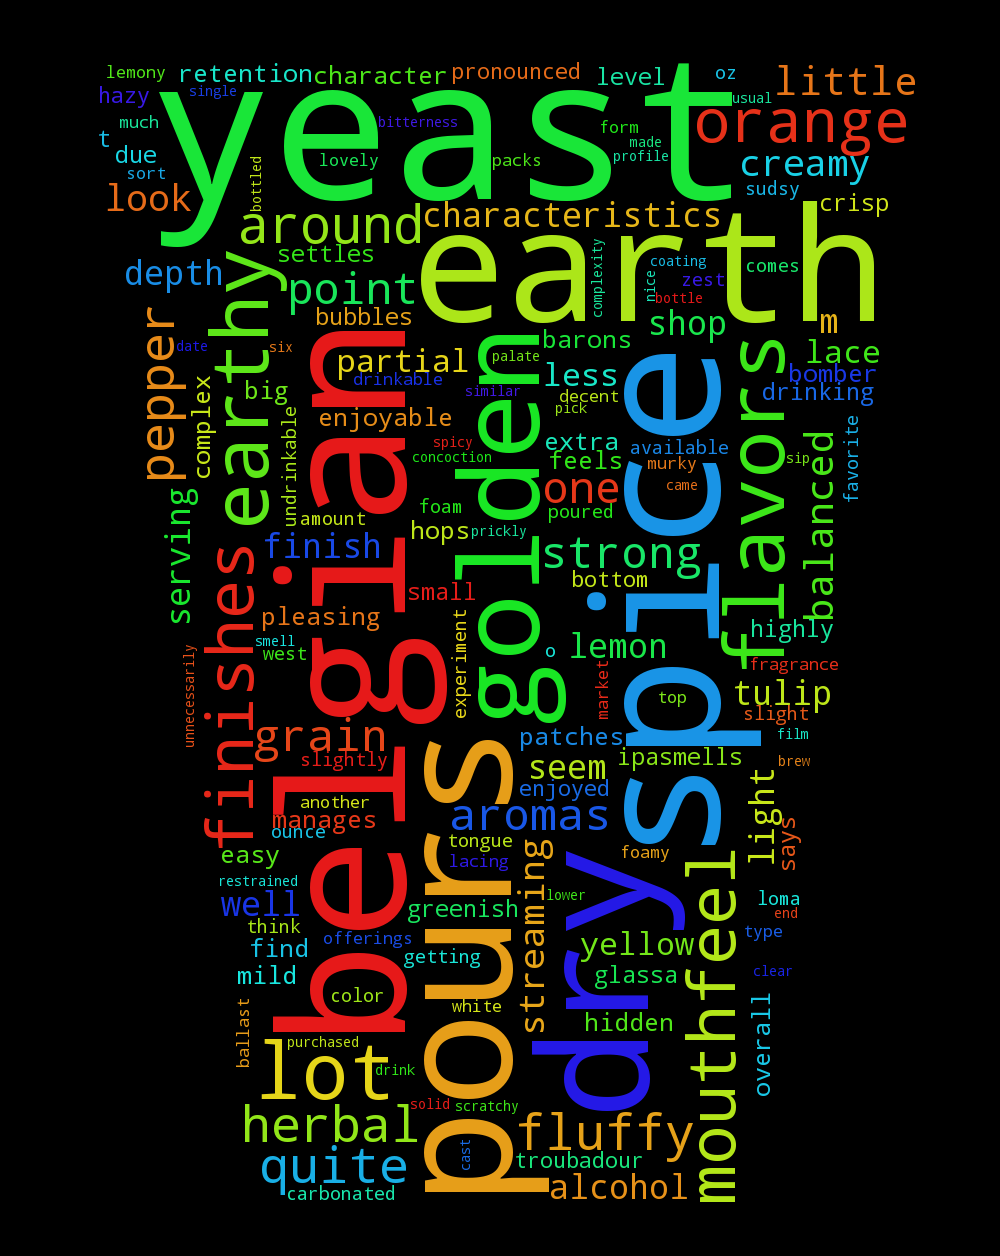 lemony
retention
character
pronounced
level
oz
little
hazy
single
usual
yeast
orange
much
bitterness
form
t
due
lovely
packs
made
profile
creamy
sort
look
bottled
sudsy
crisp
around
characteristics
earth
settles
complexity
coating
comes
depth
point
nice
zest
bottle
earthy
bubbles
shop
m
pepper
date
six
partial
palate
barons
lace
belgian
golden
spice
flavors
big
drinkable
similar
less
bomber
drinking
complex
enjoyable
decent
pick
undrinkable
spicy
concoction
extra
available
favorite
feels
murky
sip
balanced
serving
came
one
foam
poured
amount
hops
prickly
finishes
finish
strong
small
bottom
pleasing
highly
smell
west
experiment
o
lemon
unnecessarily
market
fragrance
top
tulip
grain
slight
patches
film
slightly
seem
ipasmells
brew
pours
another
enjoyed
light
manages
aromas
says
ounce
tongue
streaming
easy
lacing
foamy
dry
mouthfeel
restrained
lower
well
greenish
loma
end
think
offerings
yellow
type
find
getting
mild
glassa
clear
color
white
ballast
hidden
overall
purchased
lot
drink
solid
scratchy
herbal
fluffy
cast
quite
troubadour
carbonated
alcohol